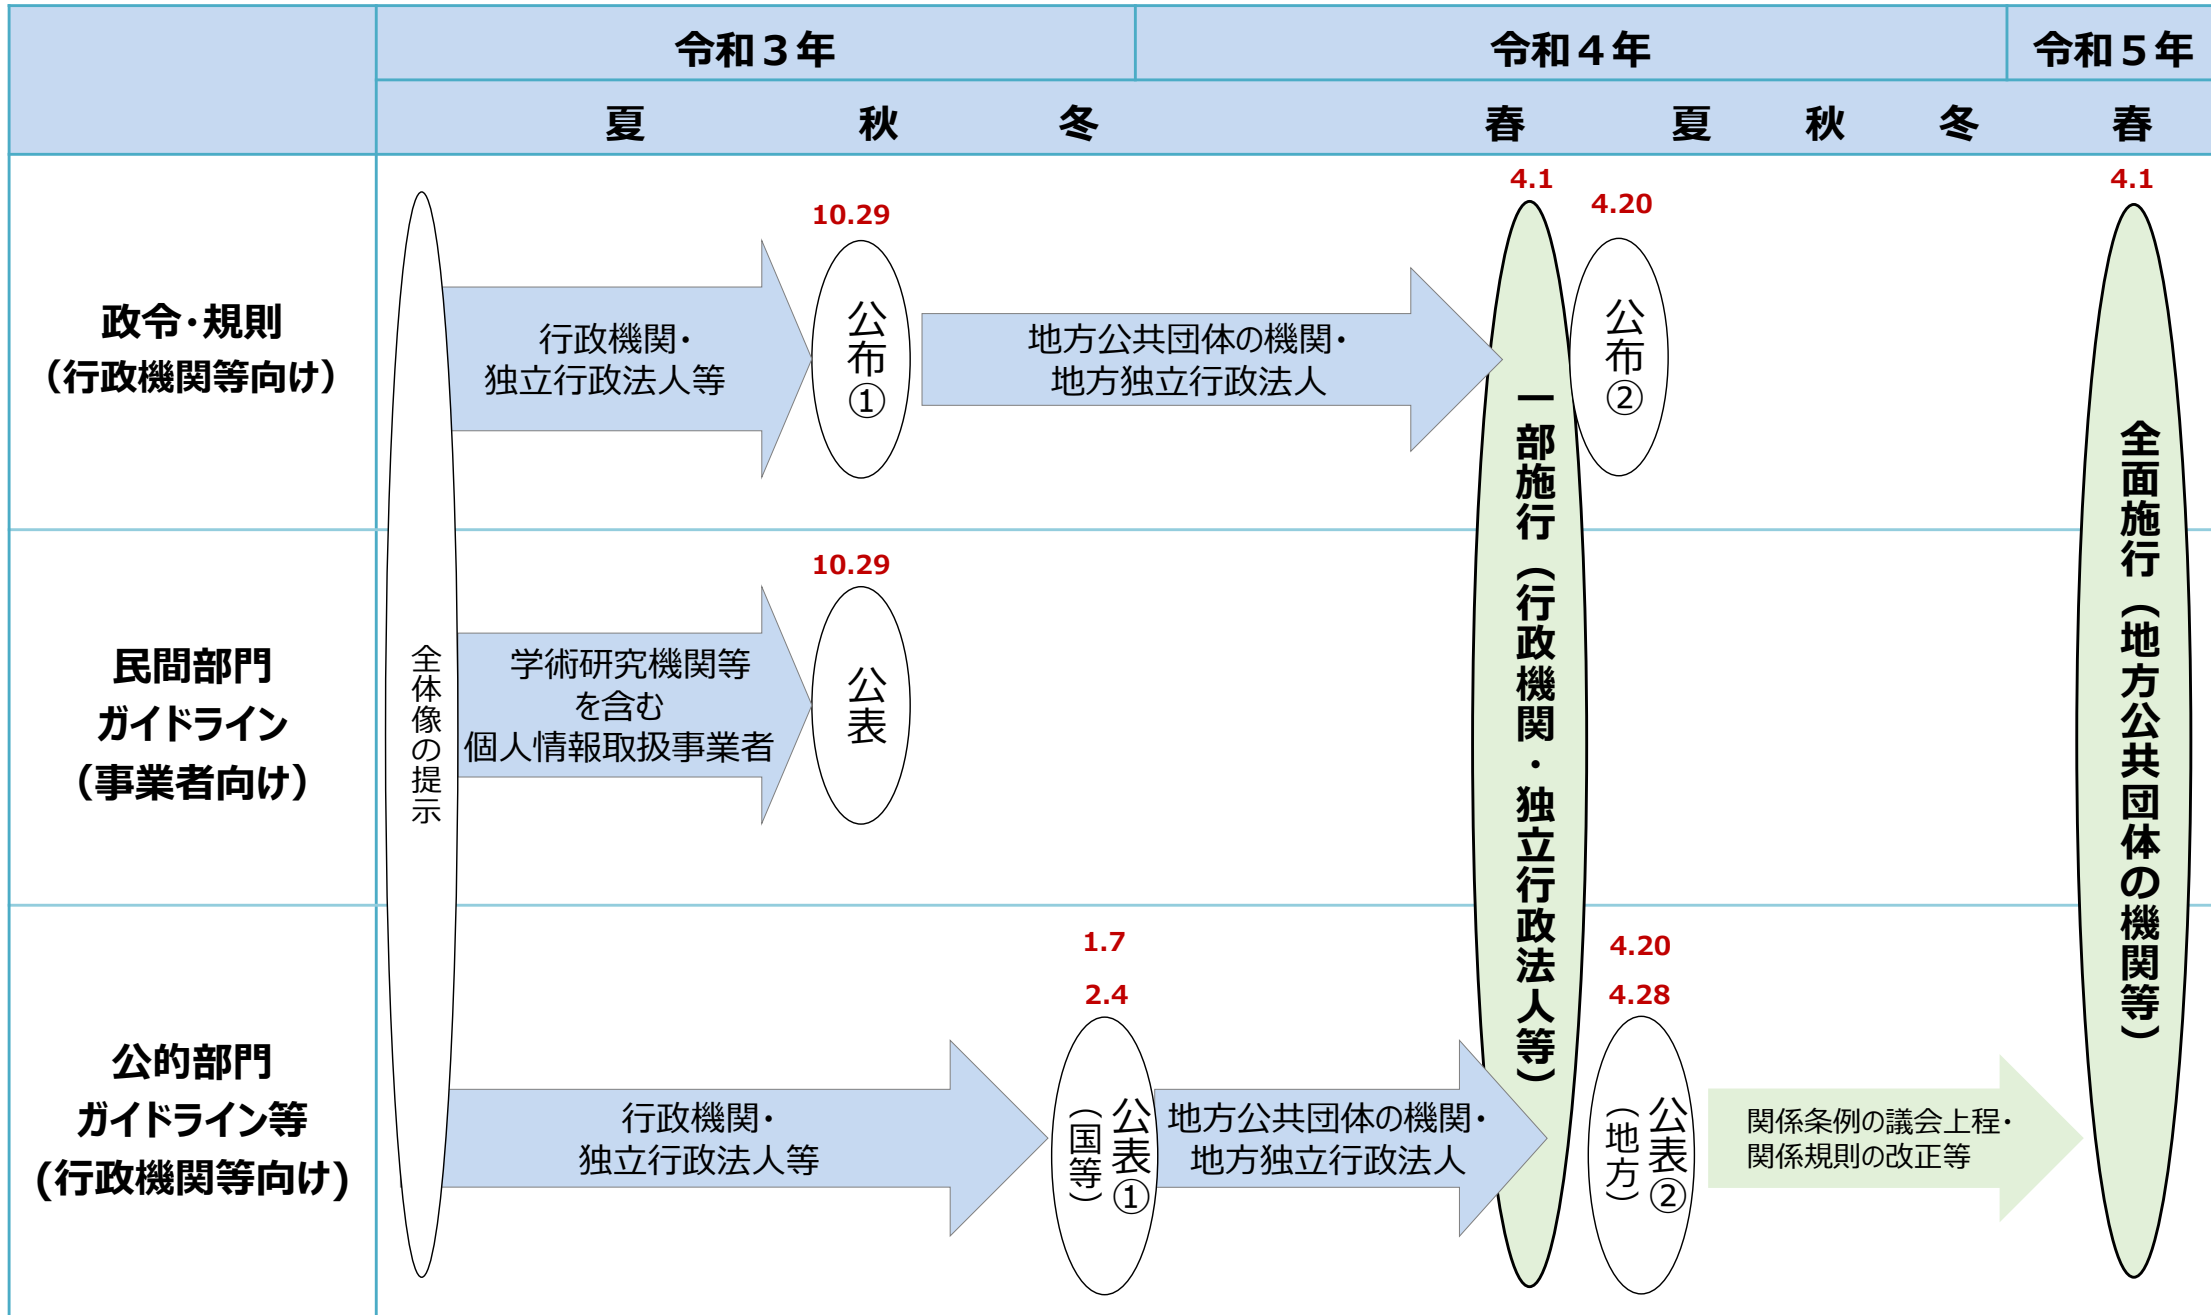 令和３年
令和４年
令和５年
夏
秋
冬
春
夏
秋
冬
春
政令・規則
（行政機関等向け）
全体像の提示
行政機関・
独立行政法人等
10.29
公布①
地方公共団体の機関・
地方独立行政法人
4.1
一部施行（行政機関・独立行政法人等）
4.20
公布②
4.1
全面施行（地方公共団体の機関等）
民間部門
ガイドライン
（事業者向け）
学術研究機関等
を含む
個人情報取扱事業者
10.29
公表
公的部門
ガイドライン等
(行政機関等向け)
行政機関・
独立行政法人等
1.7
2.4
公表①
（国等）
地方公共団体の機関・
地方独立行政法人
4.20
4.28
公表②
（地方）
関係条例の議会上程・
関係規則の改正等